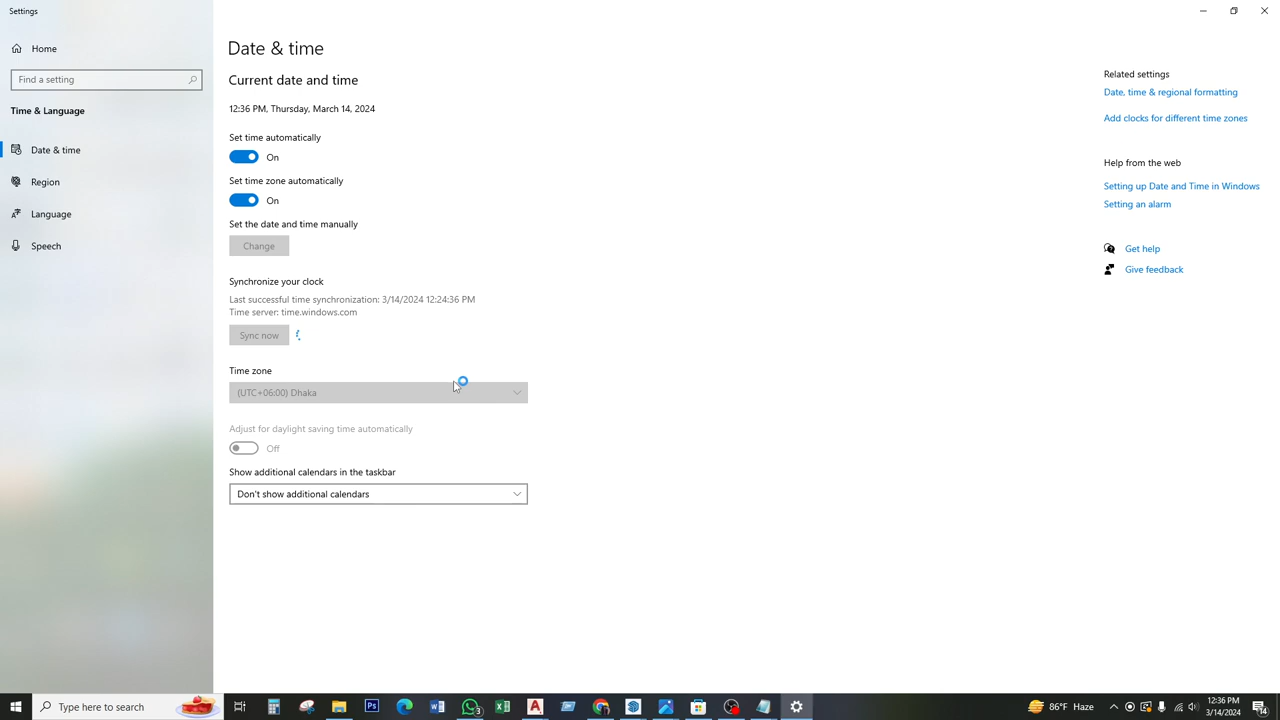 Settings
Home
Find a setting
Time & Language
Date & time
Region
Language
Speech
Date & time
Current date and time
12:36 PM, Thursday, March 14, 2024
Set time automatically
On
Set time zone automatically
On
Set the date and time manually
Change
Synchronize your clock
Last successful time synchronization: 3/14/2024 12:24:36 PM
Time server: time.windows.com
Sync now
Time zone
(UTC+06:00) Dhaka
Adjust for daylight saving time automatically
Off
Show additional calendars in the taskbar
Don't show additional calendars
Related settings
Date, time & regional formatting
Add clocks for different time zones
Help from the web
Setting up Date and Time in Windows
Setting an alarm
Get help
Give feedback
Type here to search
Ps
3
A
86°F Haze
12:36 PM
3/14/2024
14